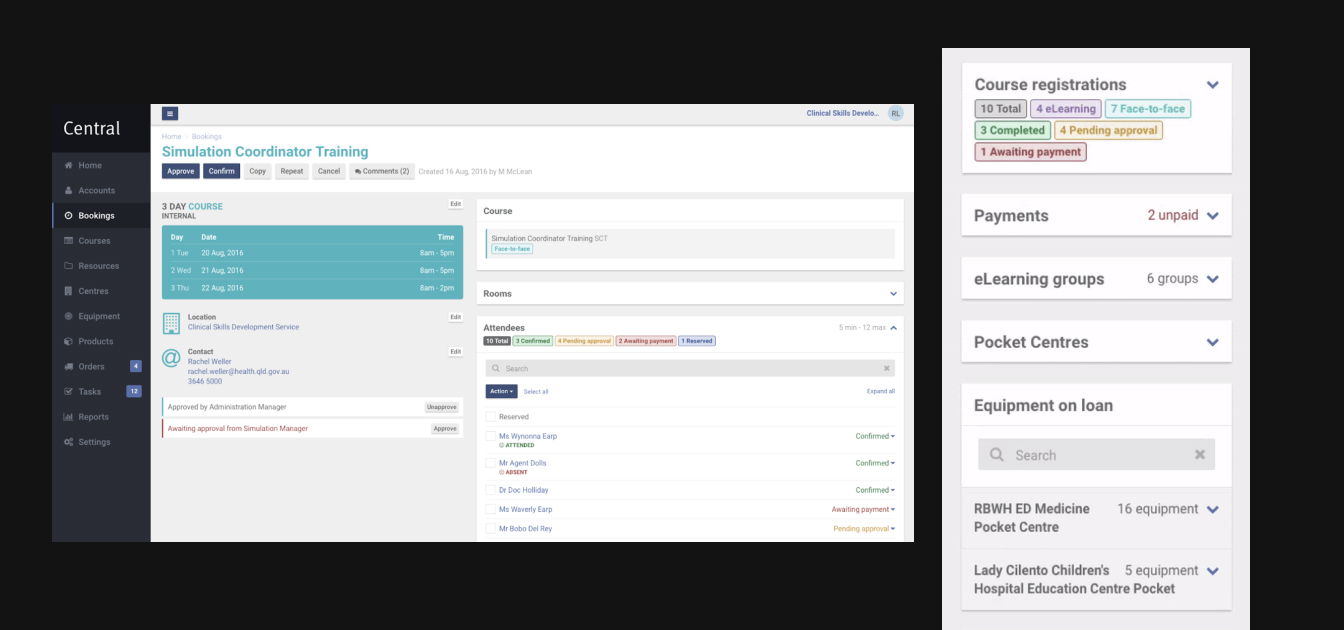 Central
Home
Accounts
Bookings
Courses
Resources
Centres
Equipment
Products
Orders 4
Tasks 12
Reports
Settings
Clinical Skills Develo... RL
Home Bookings
Simulation Coordinator Training
Approve Confirm Copy Repeat Cancel Comments (2) Created 16 Aug, 2016 by M McLean
3 DAY COURSE Edit
INTERNAL
Day Date Time
1 Tue 20 Aug, 2016 8am - 5pm
2 Wed 21 Aug, 2016 8am - 5pm
3 Thu 22 Aug, 2016 8am - 2pm
Location Edit
Clinical Skills Development Service
Contact Edit
@
Rachel Weller
rachel.weller@health.qld.gov.au
3646 5000
Approved by Administration Manager Unapprove
Awaiting approval from Simulation Manager Approve
Course
Simulation Coordinator Training SCT
Face-to-face
Rooms
Attendees 5 min - 12 max
10 Total 3 Confirmed 4 Pending approval 2 Awaiting payment 1 Reserved
Search
Action Select all Expand all
Reserved
Ms Wynonna Earp Confirmed
ATTENDED
Mr Agent Dolls Confirmed
ABSENT
Dr Doc Holliday Confirmed
Ms Waverly Earp Awaiting payment
Mr Bobo Del Rey Pending approval
Course registrations
10 Total 4 eLearning 7 Face-to-face
3 Completed 4 Pending approval
1 Awaiting payment
Payments 2 unpaid
eLearning groups 6 groups
Pocket Centres
Equipment on loan
Search
RBWH ED Medicine 16 equipment
Pocket Centre
Lady Cilento Children's 5 equipment
Hospital Education Centre Pocket